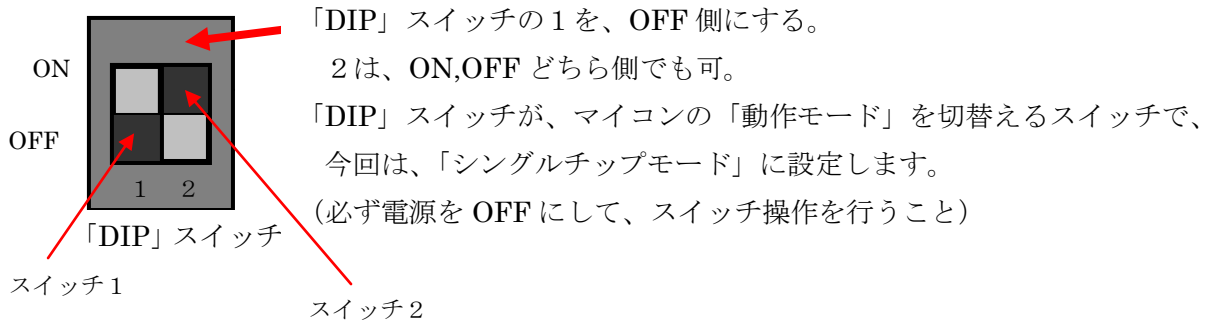 「DIP」スイッチの１を、OFF 側にする。
２は、ON,OFF どちら側でも可。
「DIP」スイッチが、マイコンの「動作モード」を切替えるスイッチで、
今回は、「シングルチップモード」に設定します。
（必ず電源を OFF にして、スイッチ操作を行うこと）
ON
OFF
１ ２
「DIP」スイッチ
スイッチ１
スイッチ２